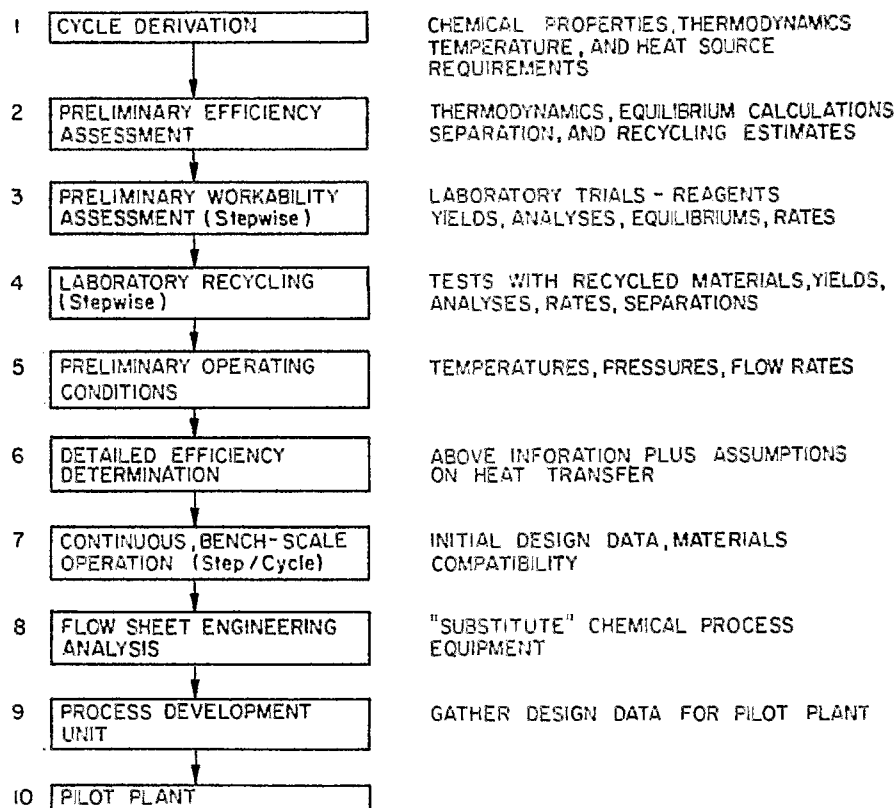 1 CYCLE DERIVATION
CHEMICAL PROPERTIES, THERMODYNAMICS
TEMPERATURE, AND HEAT SOURCE
REQUIREMENTS
2 PRELIMINARY EFFICIENCY
ASSESSMENT
THERMODYNAMICS, EQUILIBRIUM CALCULATIONS
SEPARATION, AND RECYCLING ESTIMATES
3 PRELIMINARY WORKABILITY
ASSESSMENT (Stepwise)
LABORATORY TRIALS - REAGENTS
YIELDS, ANALYSES, EQUILIBRIUMS, RATES
4 LABORATORY RECYCLING
(Stepwise)
TESTS WITH RECYCLED MATERIALS, YIELDS,
ANALYSES, RATES, SEPARATIONS
5 PRELIMINARY OPERATING
CONDITIONS
TEMPERATURES, PRESSURES, FLOW RATES
6 DETAILED EFFICIENCY
DETERMINATION
ABOVE INFORATION PLUS ASSUMPTIONS
ON HEAT TRANSFER
7 CONTINUOUS, BENCH-SCALE
OPERATION (Step/Cycle)
INITIAL DESIGN DATA, MATERIALS
COMPATIBILITY
8 FLOW SHEET ENGINEERING
ANALYSIS
"SUBSTITUTE" CHEMICAL PROCESS
EQUIPMENT
9 PROCESS DEVELOPMENT
UNIT
GATHER DESIGN DATA FOR PILOT PLANT
10 PILOT PLANT